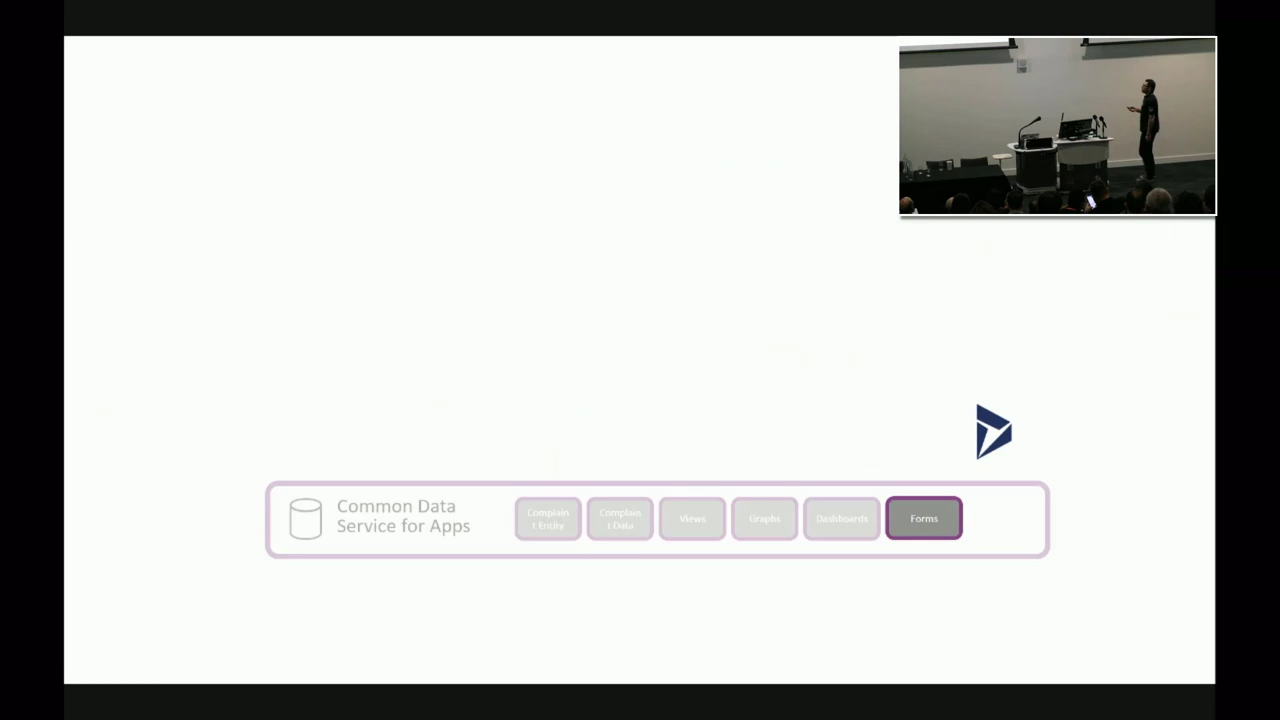 Common Data
Service for Apps
Complain
t Entity
Complain
t Data
Views
Graphs
Dashboards
Forms